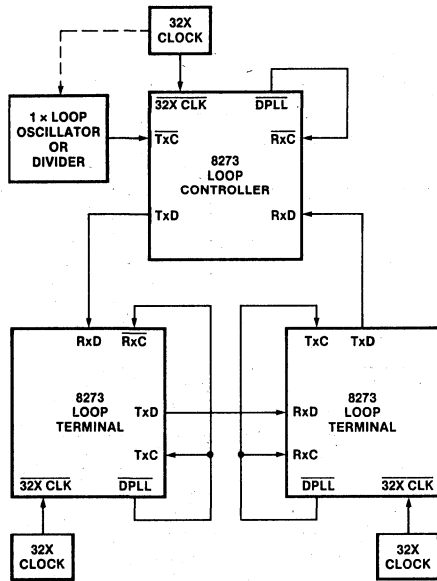 32X
CLOCK
32X CLK
DPLL
1 × LOOP
OSCILLATOR
OR
DIVIDER
TxC
RxC
8273
LOOP
CONTROLLER
TxD
RxD
RxD
RxC
TxC
TxD
8273
LOOP
TERMINAL
TxD
TxC
32X CLK
DPLL
RxD
8273
LOOP
TERMINAL
RxC
DPLL
32X CLK
32X
CLOCK
32X
CLOCK